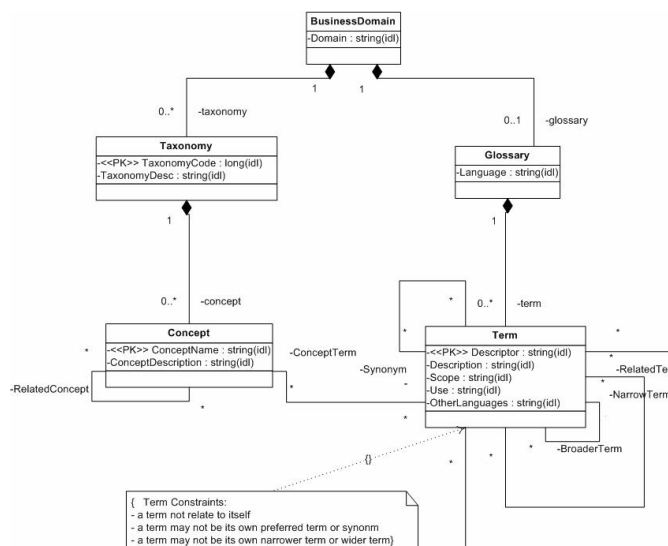 BusinessDomain
-Domain : string(idl)
1
1
0..*
-taxonomy
0..1
-glossary
Taxonomy
-<<PK>> TaxonomyCode : long(idl)
-TaxonomyDesc : string(idl)
Glossary
-Language : string(idl)
1
1
0..*
-concept
*
0..*
-term
Concept
-<<PK>> ConceptName : string(idl)
-ConceptDescription : string(idl)
*
-RelatedConcept
*
-ConceptTerm
*
*
-Synonym
-
*
Term
-<<PK>> Descriptor : string(idl)
-Description : string(idl)
-Scope : string(idl)
-Use : string(idl)
-OtherLanguages : string(idl)
*
-RelatedTe
*
-NarrowTerm
*
-BroaderTerm
*
*
*
{}
{ Term Constraints:
- a term not relate to itself
- a term may not be its own preferred term or synonm
- a term may not be its own narrower term or wider term}